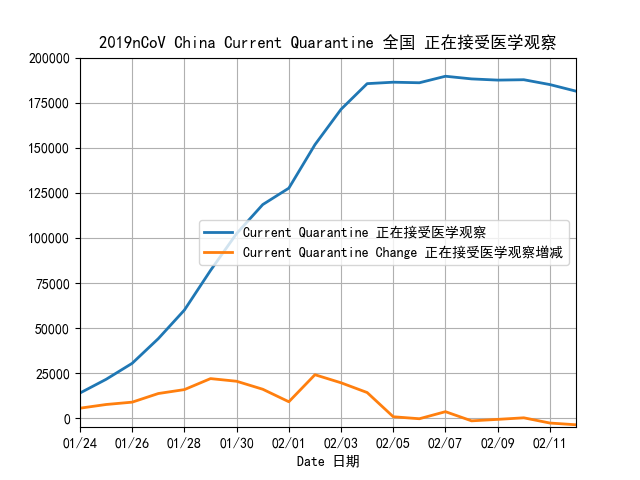 2019nCoV China Current Quarantine 全国 正在接受医学观察
200000
175000
150000
125000
100000
75000
50000
25000
0
Current Quarantine 正在接受医学观察
Current Quarantine Change 正在接受医学观察增减
01/24 01/26 01/28 01/30 02/01 02/03 02/05 02/07 02/09 02/11
Date 日期